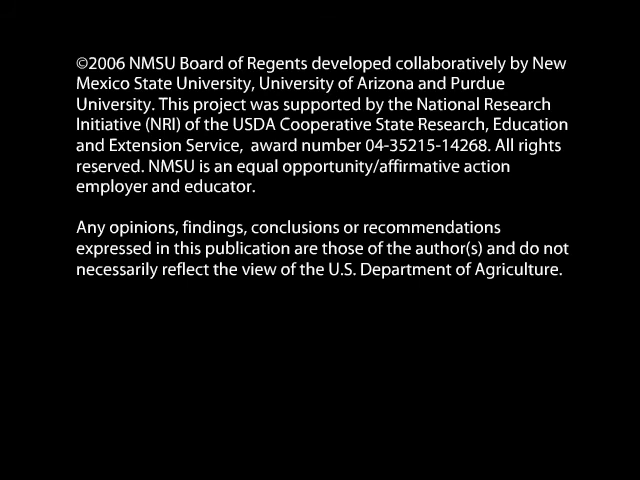 ©2006 NMSU Board of Regents developed collaboratively by New
Mexico State University, University of Arizona and Purdue
University. This project was supported by the National Research
Initiative (NRI) of the USDA Cooperative State Research, Education
and Extension Service,  award number 04-35215-14268. All rights
reserved. NMSU is an equal opportunity/affirmative action
employer and educator.
Any opinions, findings, conclusions or recommendations
expressed in this publication are those of the author(s) and do not
necessarily reflect the view of the U.S. Department of Agriculture.